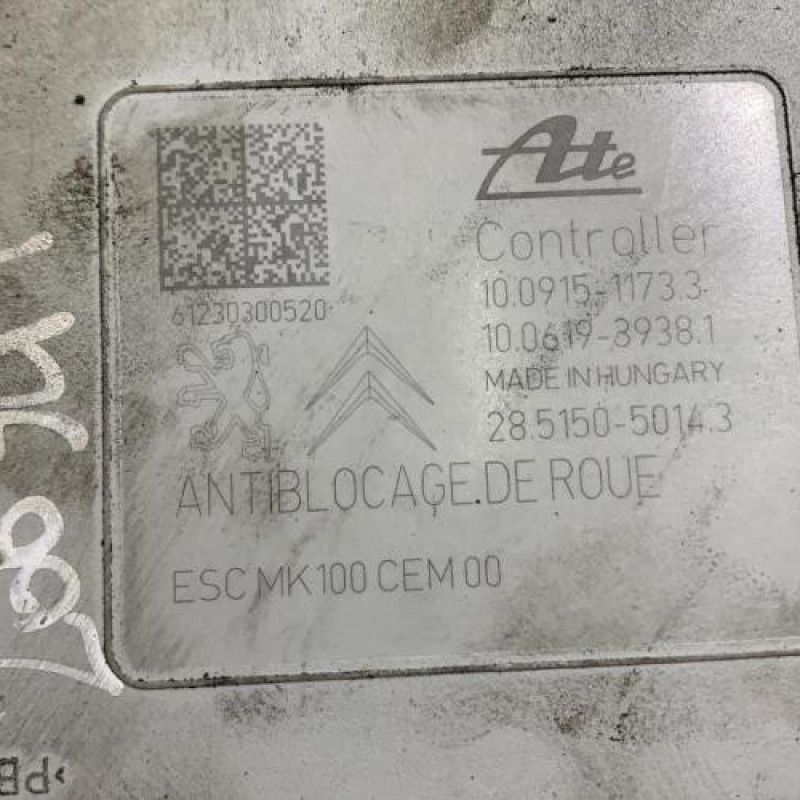 Ate
Controller
10.0915-1173.3
10.0619-3938.1
MADE IN HUNGARY
28.5150-5014.3
61230300520
ANTIBLOCAGE.DE ROUE
ESC MK100 CEM 00